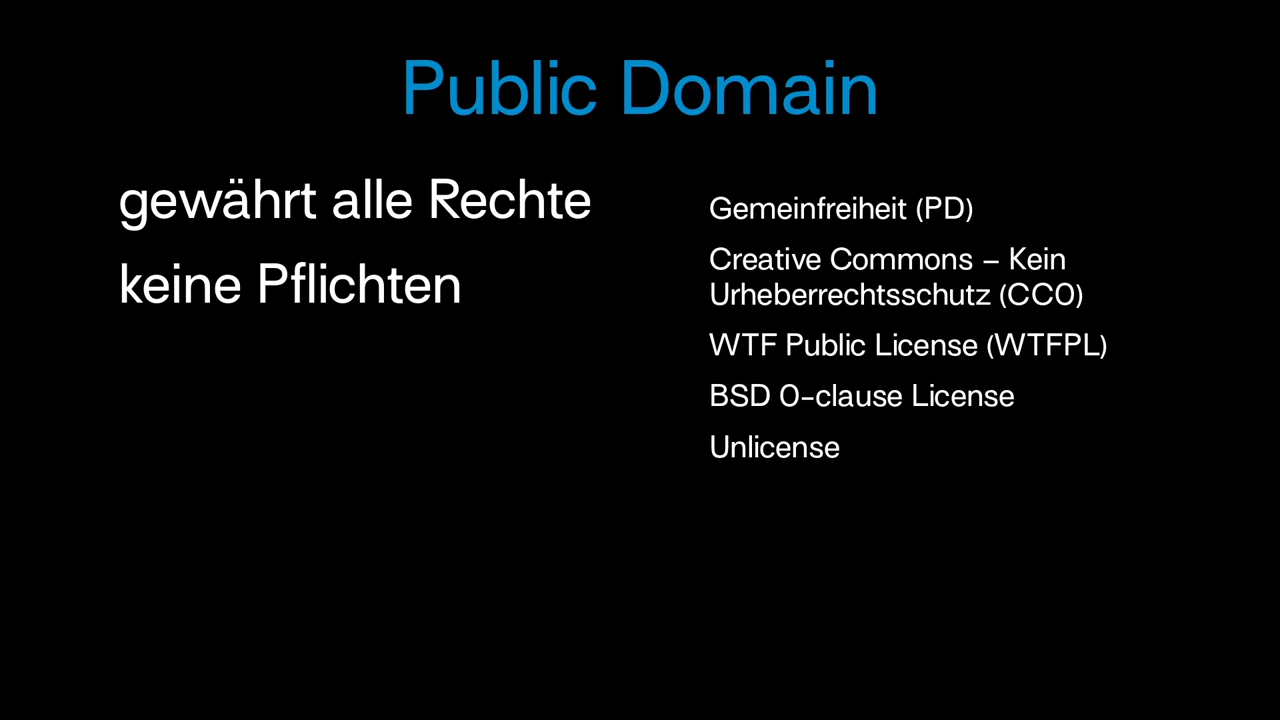 Public Domain
gewährt alle Rechte
keine Pflichten
Gemeinfreiheit (PD)
Creative Commons – Kein
Urheberrechtsschutz (CC0)
WTF Public License (WTFPL)
BSD 0-clause License
Unlicense